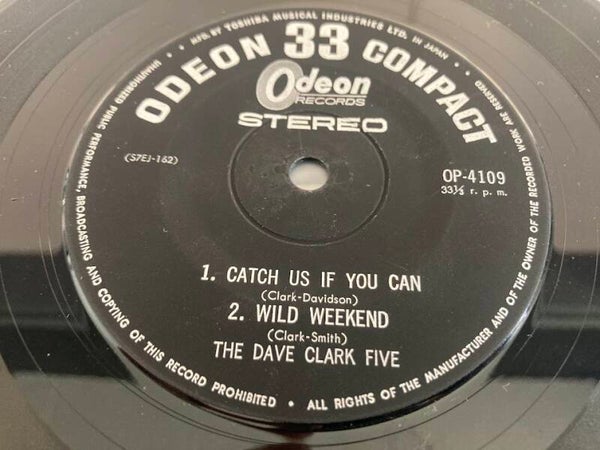 MFD. BY TOSHIBA MUSICAL INDUSTRIES LTD. IN JAPAN
ODEON 33 COMPACT
Odeon
RECORDS
STEREO
(S7EJ-162)
OP-4109
33⅓ r. p. m.
1. CATCH US IF YOU CAN
(Clark-Davidson)
2. WILD WEEKEND
(Clark-Smith)
THE DAVE CLARK FIVE
UNAUTHORIZED PUBLIC PERFORMANCE, BROADCASTING AND COPYING OF THIS RECORD PROHIBITED • ALL RIGHTS OF THE MANUFACTURER AND OF THE OWNER OF THE RECORDED WORK ARE RESERVED